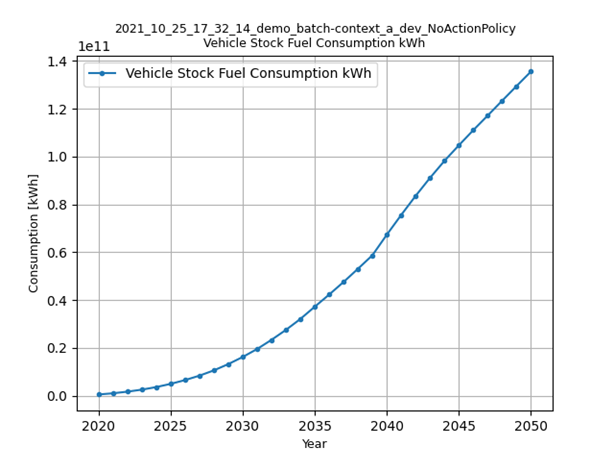 2021_10_25_17_32_14_demo_batch-context_a_dev_NoActionPolicy
Vehicle Stock Fuel Consumption kWh
1e11
Vehicle Stock Fuel Consumption kWh
1.4
1.2
1.0
0.8
0.6
0.4
0.2
0.0
Consumption [kWh]
2020 2025 2030 2035 2040 2045 2050
Year